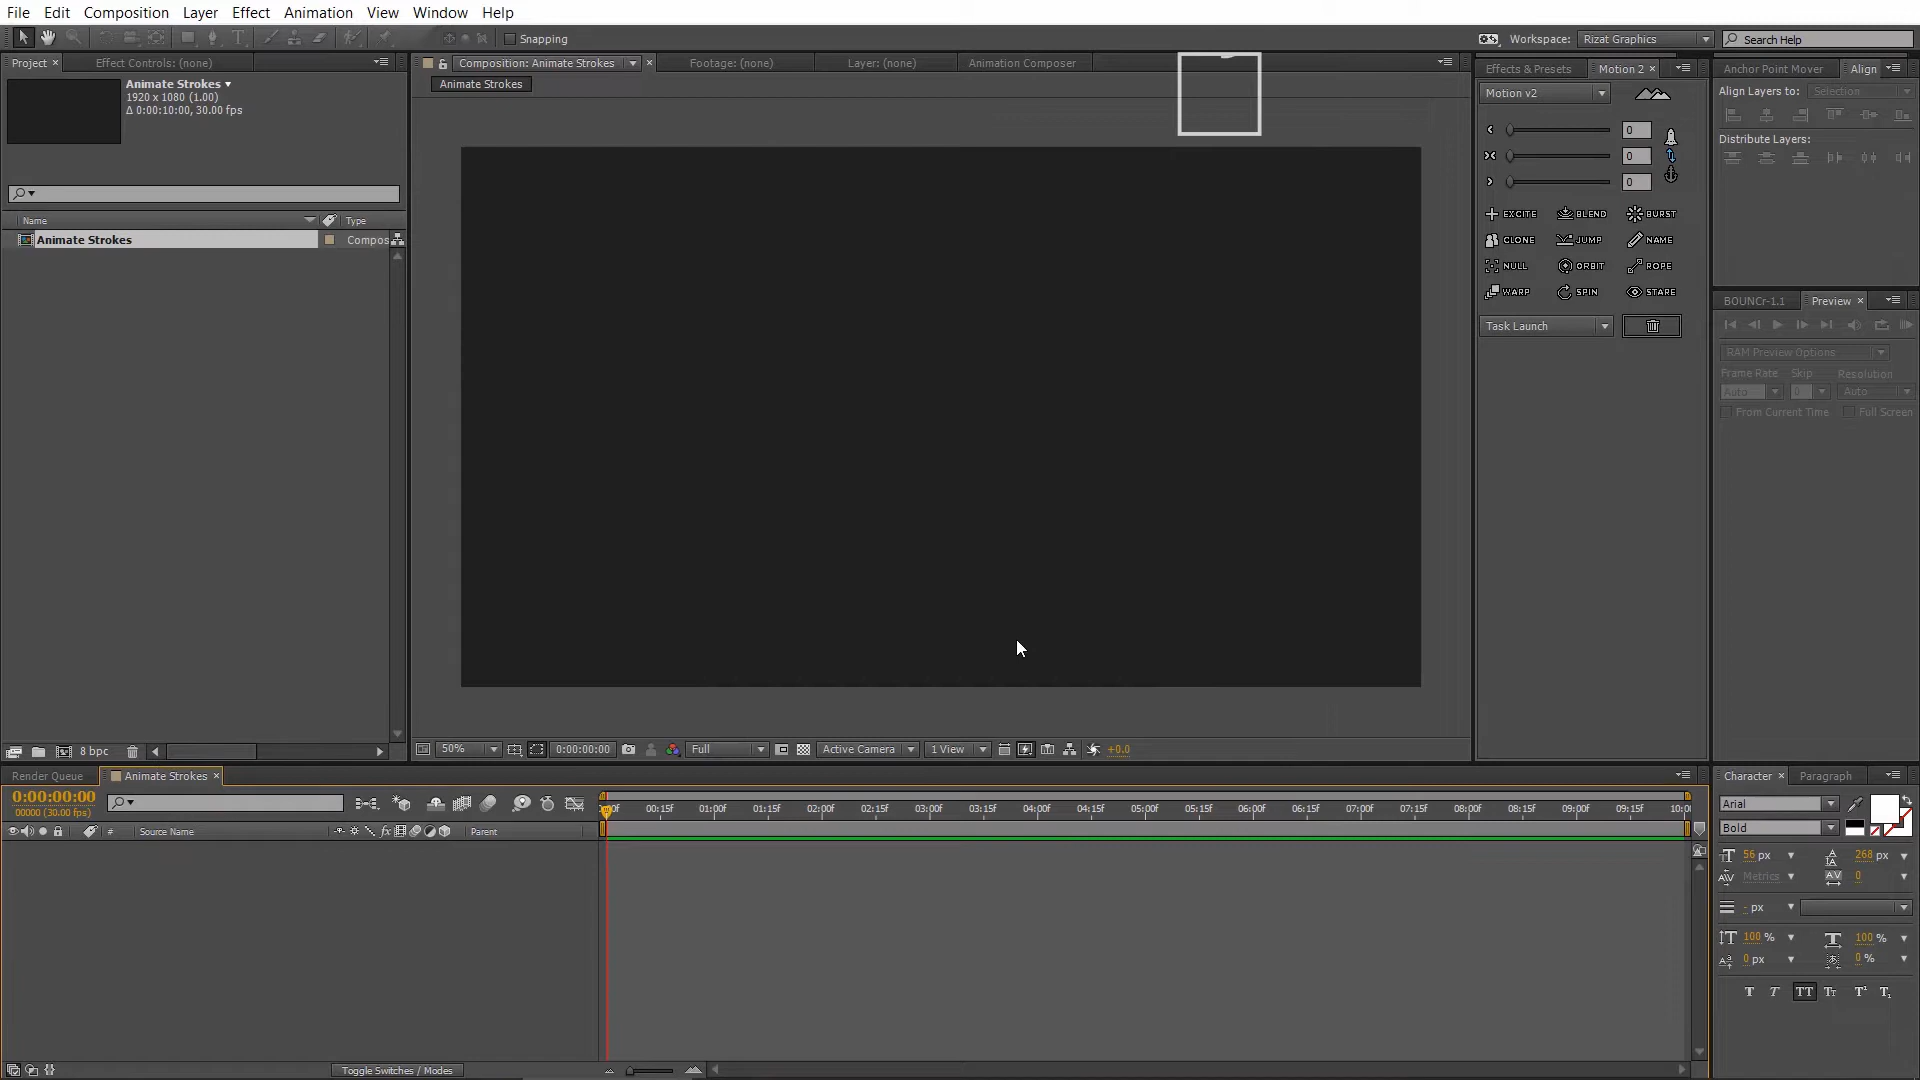 File Edit Composition Layer Effect Animation View Window Help
Snapping
Workspace: Rizat Graphics
Search Help
Project
Effect Controls: (none)
Composition: Animate Strokes
Footage: (none)
Layer: (none)
Animation Composer
Effects & Presets
Motion 2
Anchor Point Mover
Align
Animate Strokes
1920 x 1080 (1.00)
Δ 0:00:10:00, 30.00 fps
Animate Strokes
Motion v2
Align Layers to: Selection
0
Distribute Layers:
0
0
EXCITE BLEND BURST
CLONE JUMP NAME
NULL ORBIT ROPE
WARP SPIN STARE
Task Launch
Name Type
Animate Strokes Compos
BOUNCr-1.1
Preview
RAM Preview Options
Frame Rate Skip Resolution
Auto 0 Auto
From Current Time Full Screen
8 bpc
50% 0:00:00:00 Full Active Camera 1 View +0.0
Render Queue
Animate Strokes
0:00:00:00
00000 (30.00 fps)
00:15f 01:00f 01:15f 02:00f 02:15f 03:00f 03:15f 04:00f 04:15f 05:00f 05:15f 06:00f 06:15f 07:00f 07:15f 08:00f 08:15f 09:00f 09:15f
# Source Name fx Parent
Character
Paragraph
Arial
Bold
56 px 268 px
Metrics 0
- px
100 % 100 %
0 px 0 %
T T TT Tt T¹ T₁
Toggle Switches / Modes